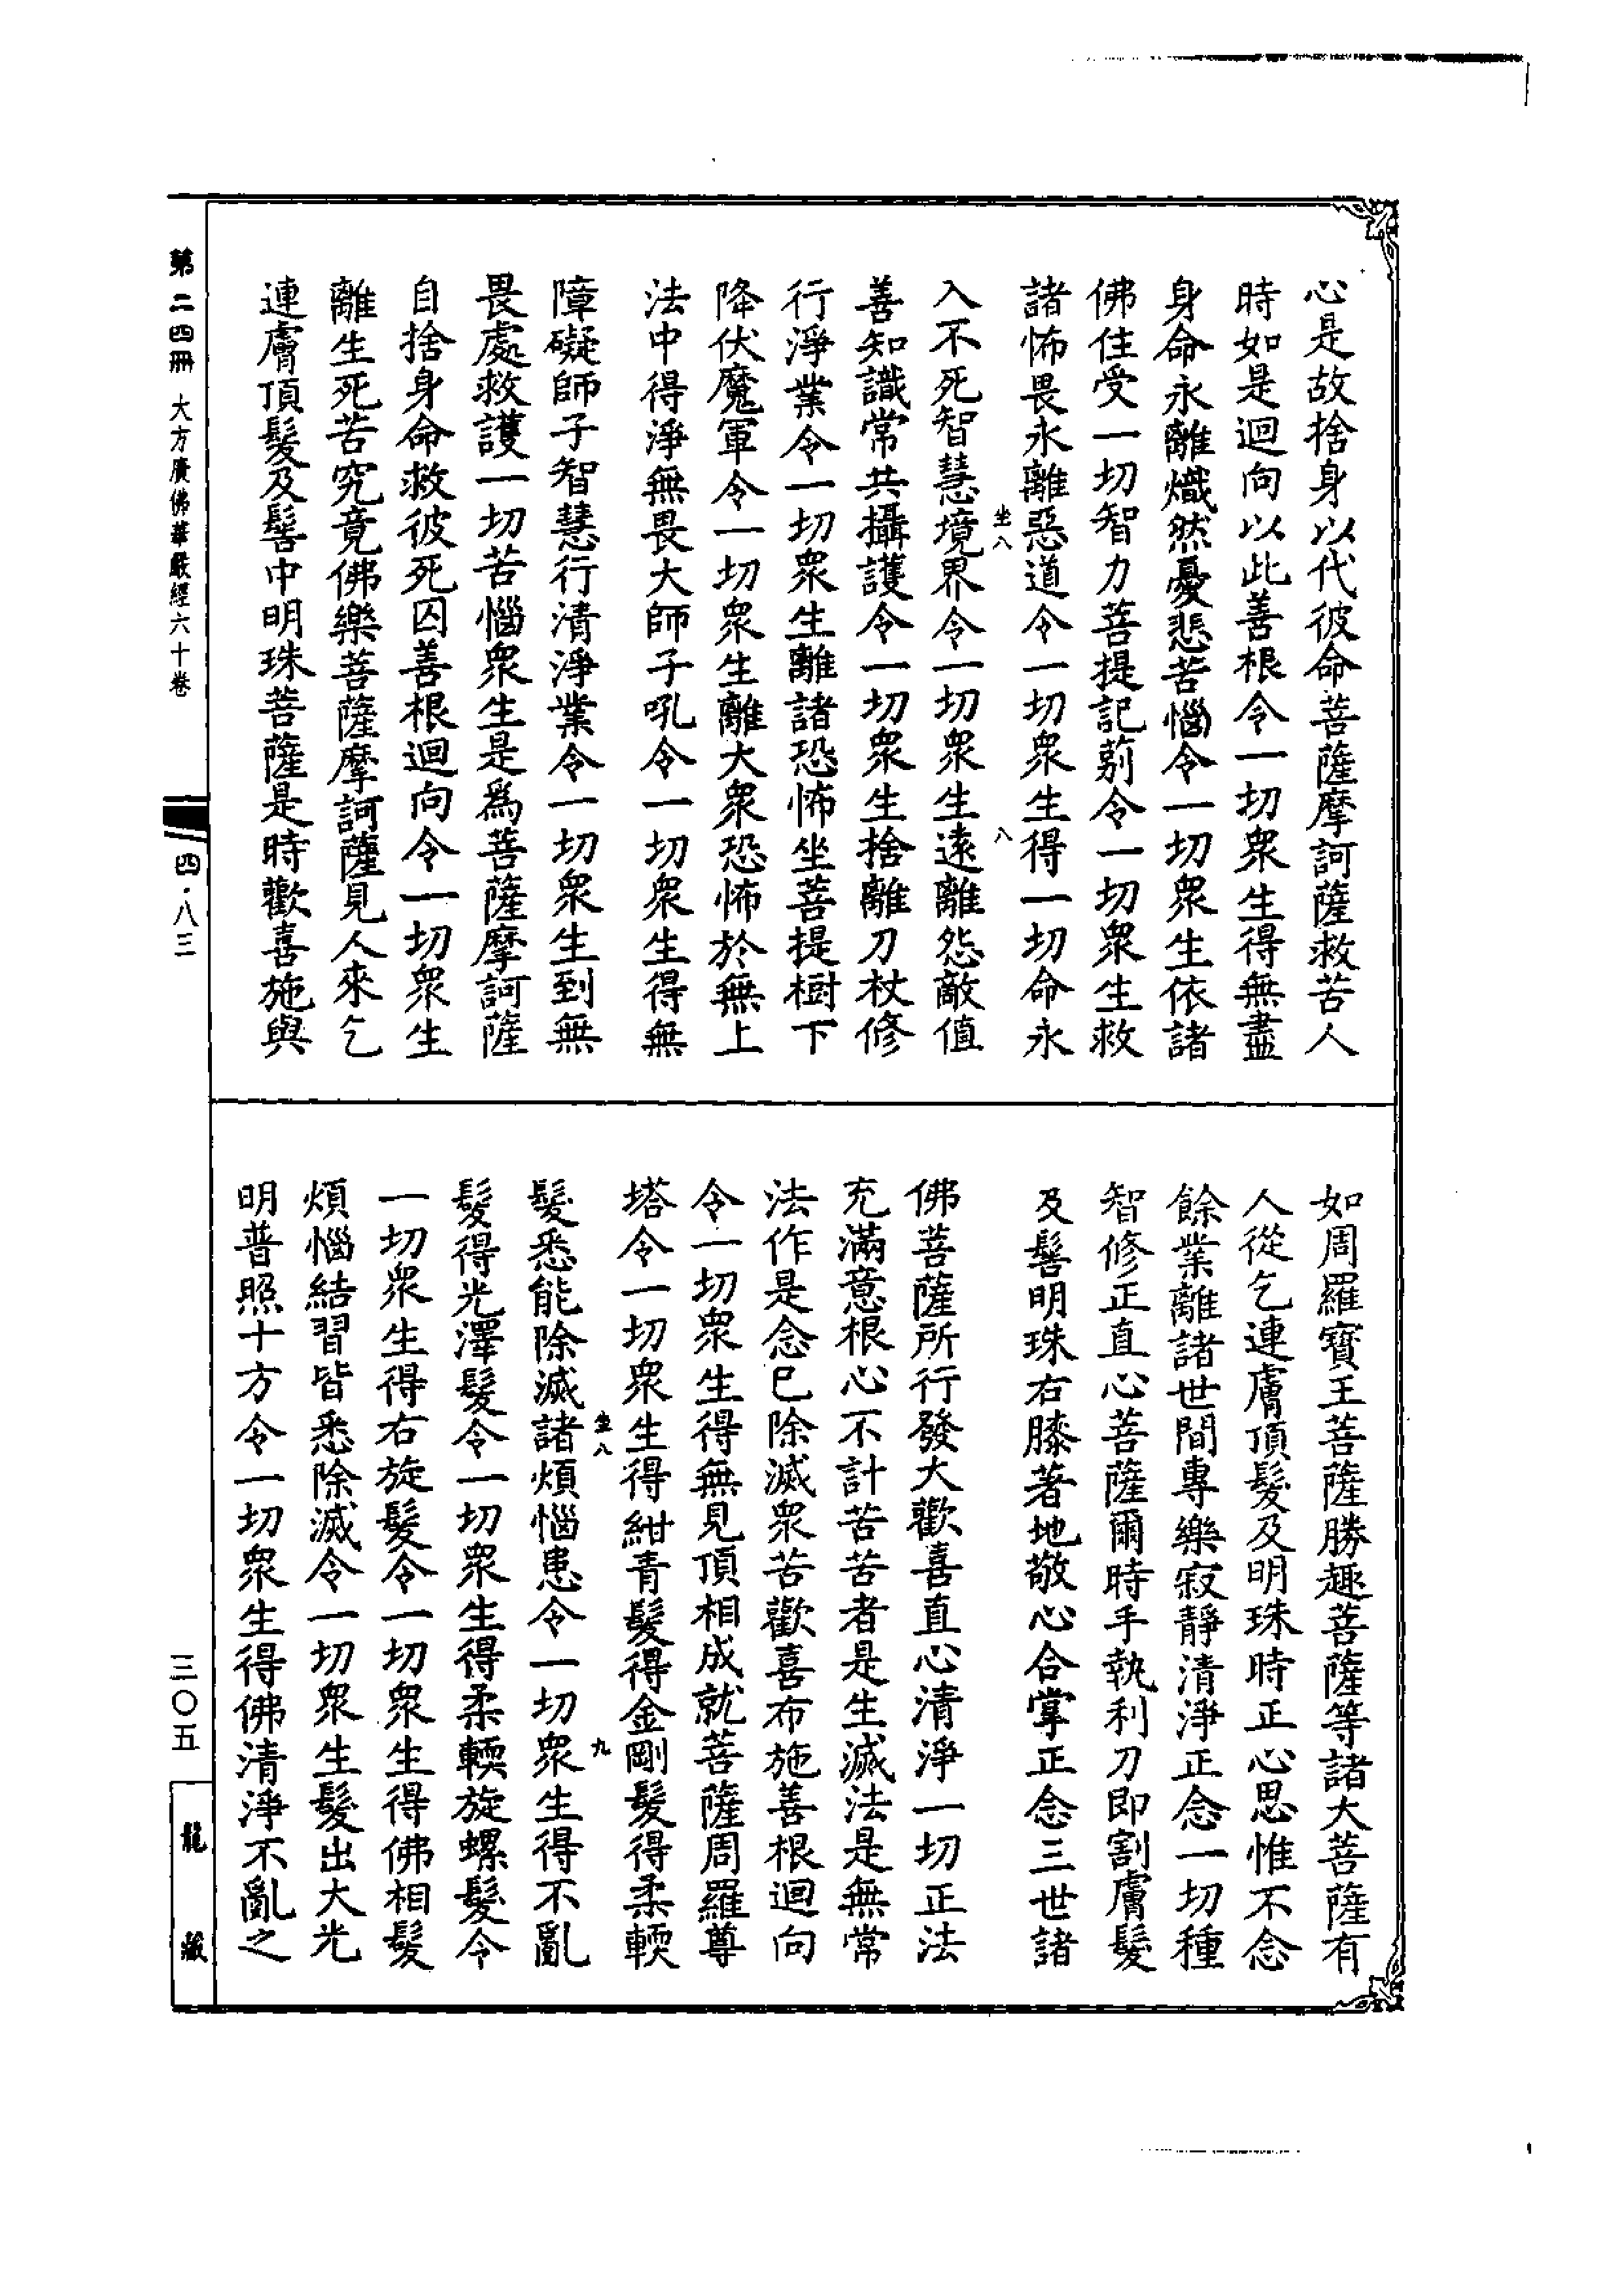 心是故捨身以代彼命菩薩摩訶薩救苦人
時如是迴向以此善根令一切衆生得無盡
身命永離熾然憂悲苦惱令一切衆生依諸
佛住受一切智力菩提記莂令一切衆生救
諸怖畏永離惡道令一切衆生得一切命永
坐八
八
入不死智慧境界令一切衆生遠離怨敵值
善知識常共攝護令一切衆生捨離刀杖修
行淨業令一切衆生離諸恐怖坐菩提樹下
降伏魔軍令一切衆生離大衆恐怖於無上
法中得淨無畏大師子吼令一切衆生得無
障礙師子智慧行清淨業令一切衆生到無
畏處救護一切苦惱衆生是爲菩薩摩訶薩
自捨身命救彼死囚善根迴向令一切衆生
離生死苦究竟佛樂菩薩摩訶薩見人來乞
連膚頂髮及髻中明珠菩薩是時歡喜施與
如周羅寶王菩薩勝趣菩薩等諸大菩薩有
人從乞連膚頂髮及明珠時正心思惟不念
餘業離諸世間專樂寂靜清淨正念一切種
智修正直心菩薩爾時手執利刀即割膚髮
及髻明珠右膝著地敬心合掌正念三世諸
佛菩薩所行發大歡喜直心清淨一切正法
充滿意根心不計苦苦者是生滅法是無常
法作是念已除滅衆苦歡喜布施善根迴向
令一切衆生得無見頂相成就菩薩周羅尊
塔令一切衆生得紺青髮得金剛髮得柔輭
坐八
九
髮悉能除滅諸煩惱患令一切衆生得不亂
髮得光澤髮令一切衆生得柔輭旋螺髮令
一切衆生得右旋髮令一切衆生得佛相髮
煩惱結習皆悉除滅令一切衆生髮出大光
明普照十方令一切衆生得佛清淨不亂之
第二四冊 大方廣佛華嚴經六十卷
四·八三
三〇五
龍藏